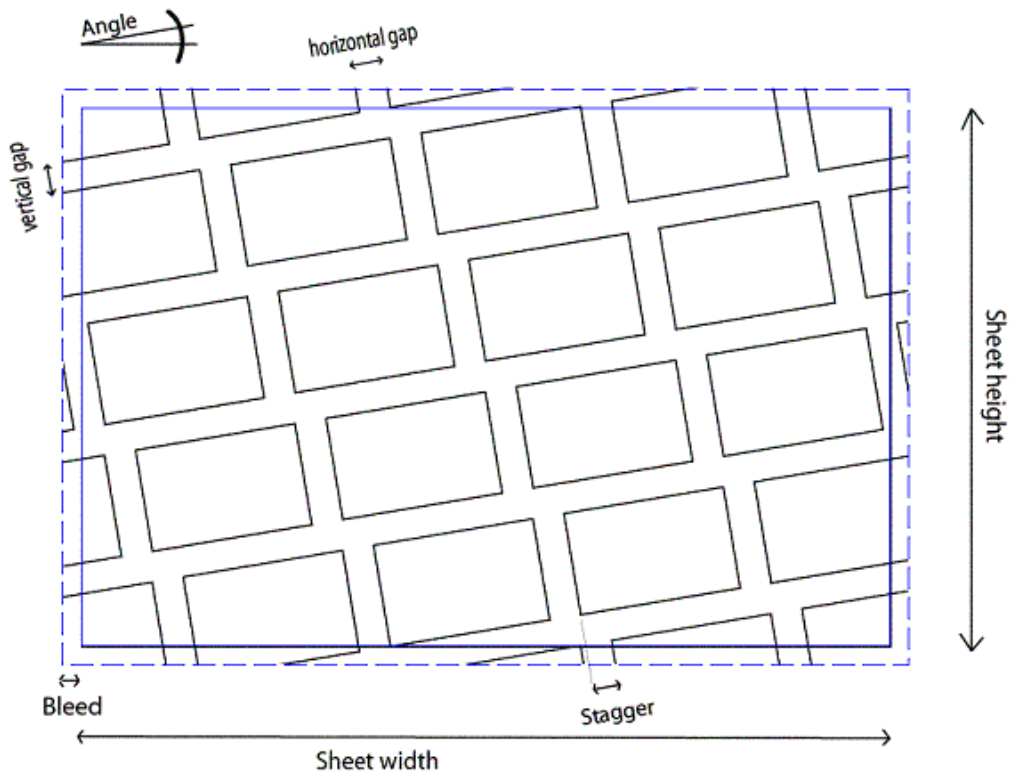 Angle
horizontal gap
vertical gap
Sheet height
Bleed
Stagger
Sheet width